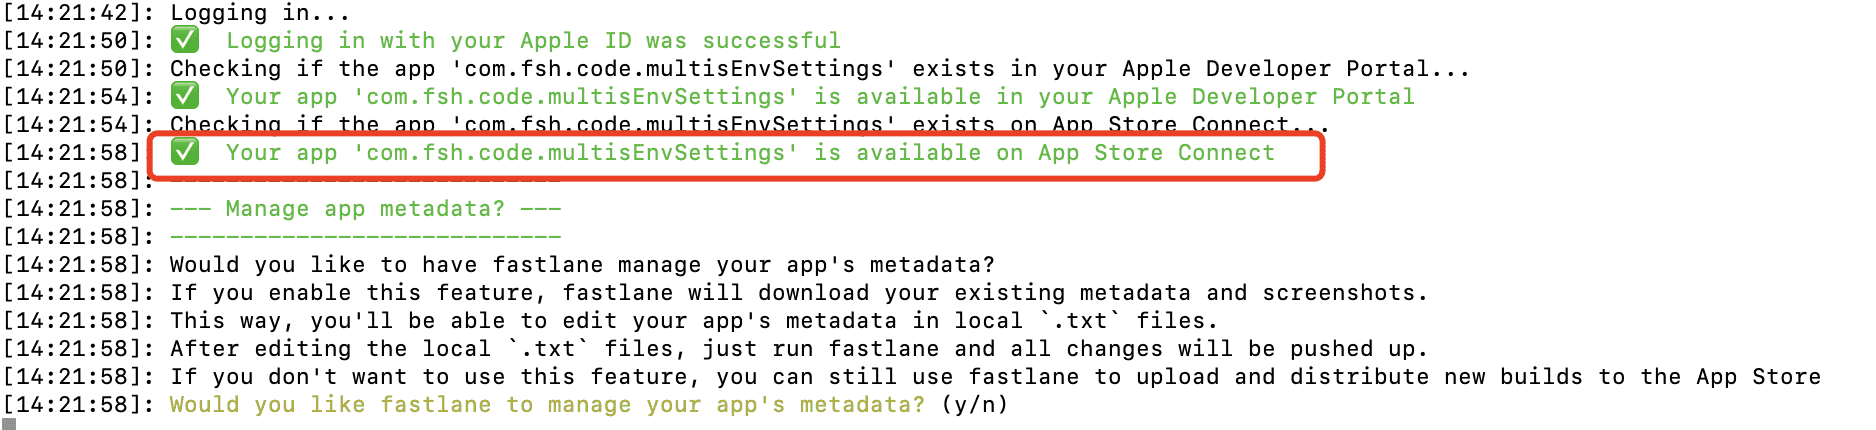 [14:21:42]: Logging in...
[14:21:50]: ✅ Logging in with your Apple ID was successful
[14:21:50]: Checking if the app 'com.fsh.code.multisEnvSettings' exists in your Apple Developer Portal...
[14:21:54]: ✅ Your app 'com.fsh.code.multisEnvSettings' is available in your Apple Developer Portal
[14:21:54]: Checking if the app 'com.fsh.code.multisEnvSettings' exists on App Store Connect...
[14:21:58] ✅ Your app 'com.fsh.code.multisEnvSettings' is available on App Store Connect
[14:21:58]: ----------------------------
[14:21:58]: --- Manage app metadata? ---
[14:21:58]: ----------------------------
[14:21:58]: Would you like to have fastlane manage your app's metadata?
[14:21:58]: If you enable this feature, fastlane will download your existing metadata and screenshots.
[14:21:58]: This way, you'll be able to edit your app's metadata in local `.txt` files.
[14:21:58]: After editing the local `.txt` files, just run fastlane and all changes will be pushed up.
[14:21:58]: If you don't want to use this feature, you can still use fastlane to upload and distribute new builds to the App Store
[14:21:58]: Would you like fastlane to manage your app's metadata? (y/n)